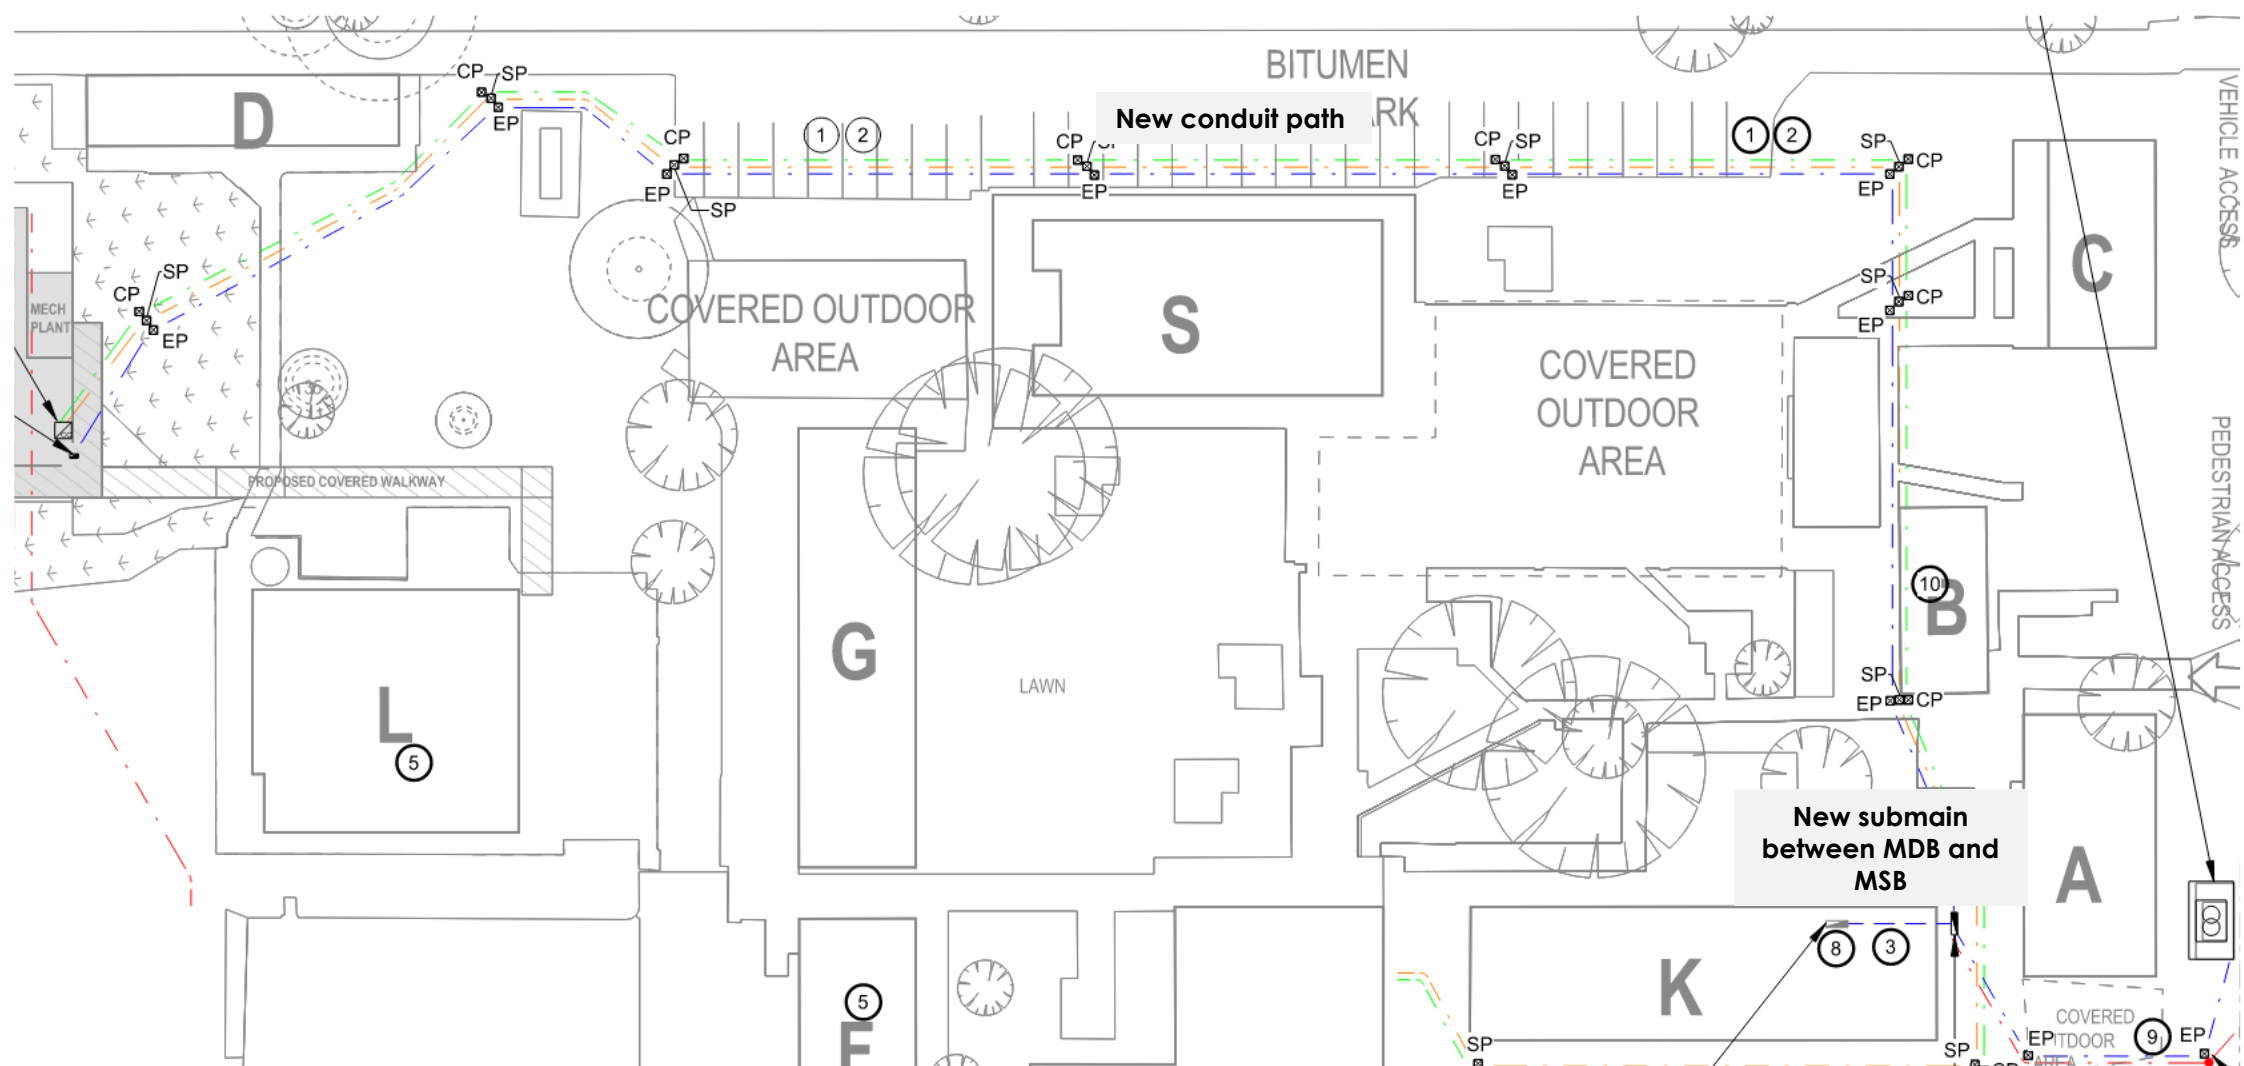 BITUMEN
ARK
New conduit path
CP
SP
EP
D
CP
EP
SP
1
2
CP
EP
CP
SP
EP
1
2
SP
CP
EP
VEHICLE ACCESS
CP
SP
EP
MECH
PLANT
COVERED OUTDOOR
AREA
S
SP
CP
EP
C
COVERED
OUTDOOR
AREA
PEDESTRIAN ACCESS
PROPOSED COVERED WALKWAY
10
B
G
LAWN
SP
EP
CP
L
5
New submain
between MDB and
MSB
A
8
3
K
5
SP
SP
EP
COVERED
TDOOR
AREA
9
EP